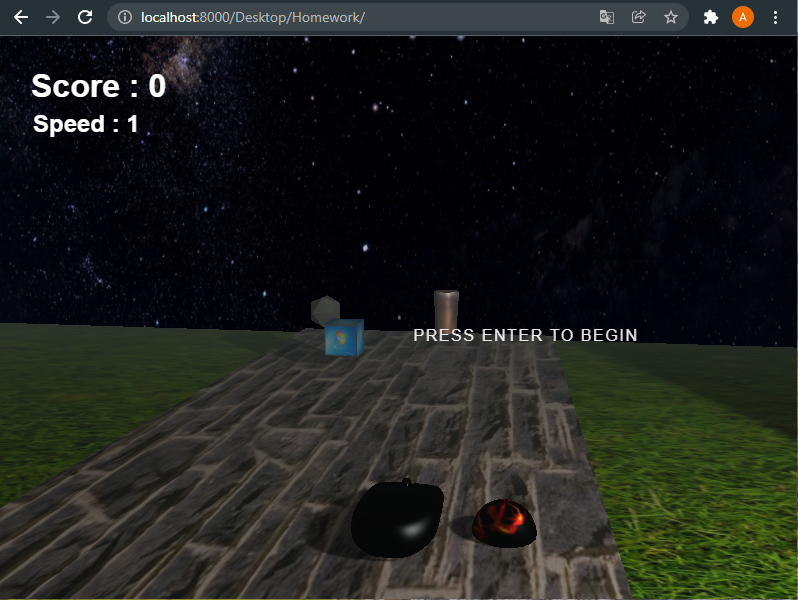 localhost:8000/Desktop/Homework/
A
Score : 0
Speed : 1
PRESS ENTER TO BEGIN